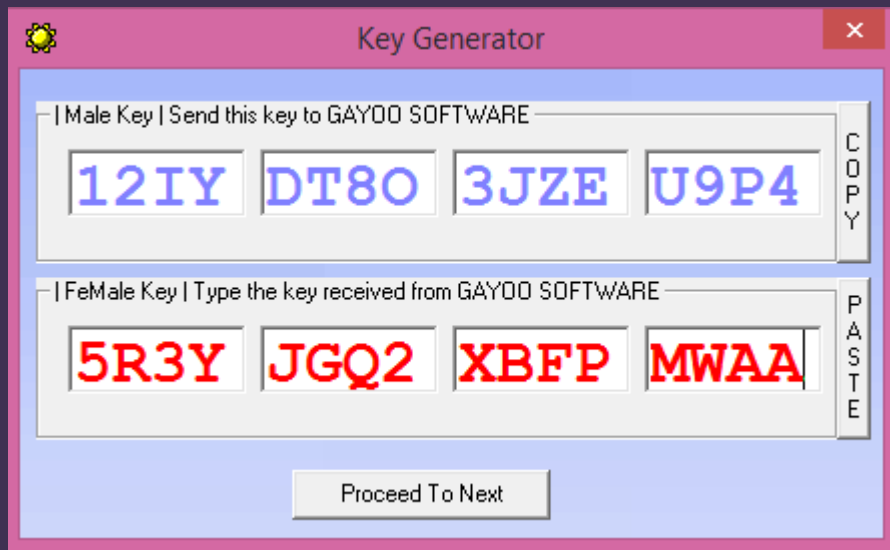 Key Generator
| Male Key | Send this key to GAYOO SOFTWARE
12IY DT8O 3JZE U9P4
COPY
| FeMale Key | Type the key received from GAYOO SOFTWARE
5R3Y JGQ2 XBFP MWAA
PASTE
Proceed To Next